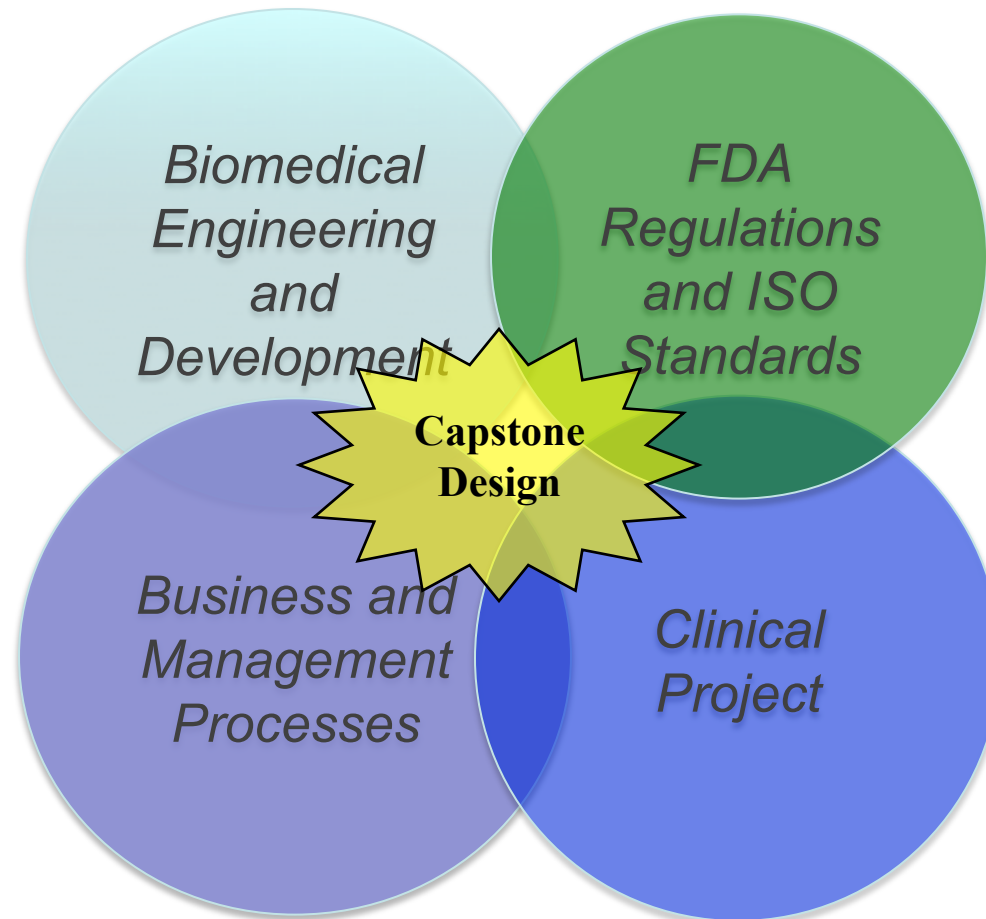 Biomedical
Engineering
and
Development
FDA
Regulations
and ISO
Standards
Capstone
Design
Business and
Management
Processes
Clinical
Project